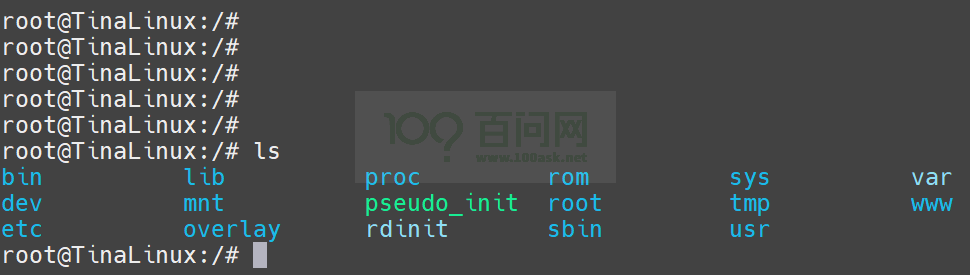 root@TinaLinux:/#
root@TinaLinux:/#
root@TinaLinux:/#
root@TinaLinux:/#
root@TinaLinux:/#
root@TinaLinux:/# ls
bin lib proc rom sys var
dev mnt pseudo_init root tmp www
etc overlay rdinit sbin usr
root@TinaLinux:/#
100? 百问网
www.100ask.net